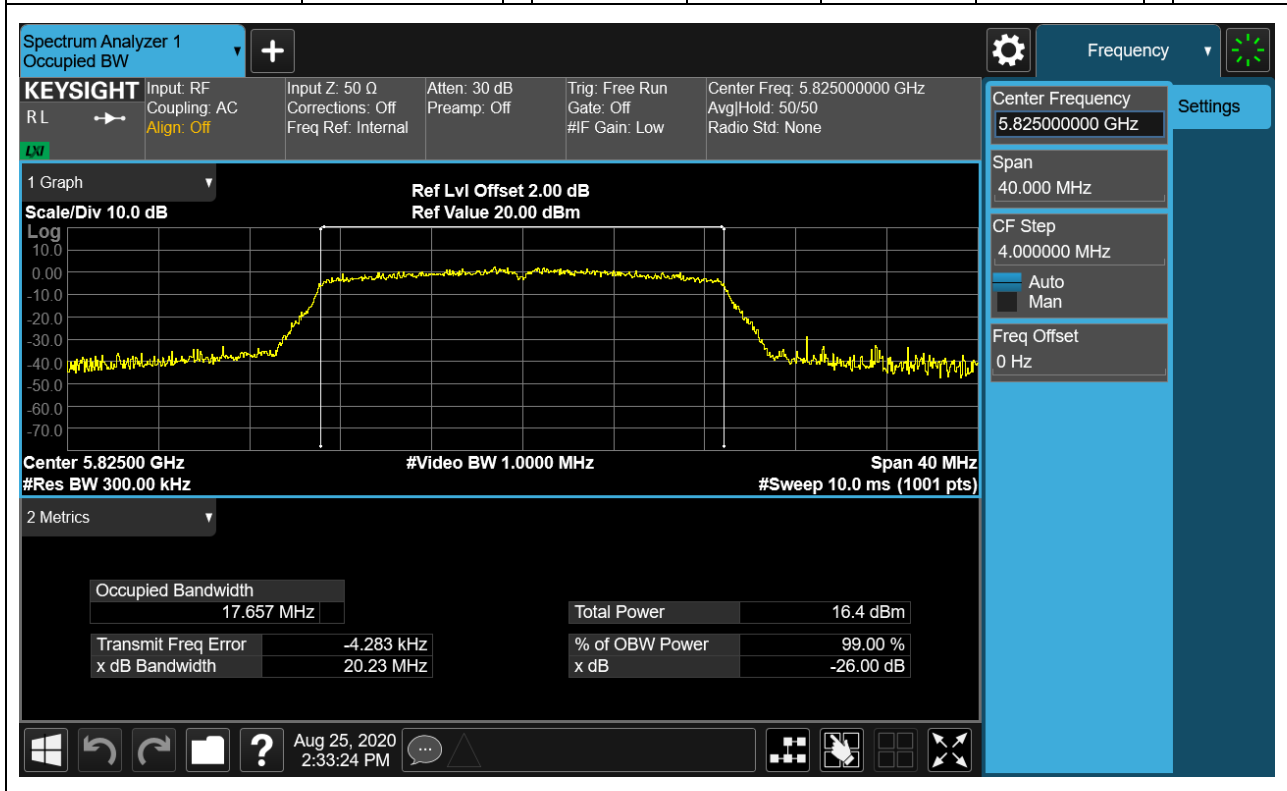 Spectrum Analyzer 1
Occupied BW
Frequency
KEYSIGHT
R L
LXI
Input: RF
Coupling: AC
Align: Off
Input Z: 50 Ω
Corrections: Off
Freq Ref: Internal
Atten: 30 dB
Preamp: Off
Trig: Free Run
Gate: Off
#IF Gain: Low
Center Freq: 5.825000000 GHz
Avg|Hold: 50/50
Radio Std: None
Center Frequency
5.825000000 GHz
Settings
Span
40.000 MHz
CF Step
4.000000 MHz
Auto
Man
Freq Offset
0 Hz
1 Graph
Scale/Div 10.0 dB
Ref Lvl Offset 2.00 dB
Ref Value 20.00 dBm
Log
10.0
0.00
-10.0
-20.0
-30.0
-40.0
-50.0
-60.0
-70.0
Center 5.82500 GHz
#Video BW 1.0000 MHz
Span 40 MHz
#Res BW 300.00 kHz
#Sweep 10.0 ms (1001 pts)
2 Metrics
Occupied Bandwidth
17.657 MHz
Total Power 16.4 dBm
Transmit Freq Error -4.283 kHz
% of OBW Power 99.00 %
x dB Bandwidth 20.23 MHz
x dB -26.00 dB
Aug 25, 2020
2:33:24 PM